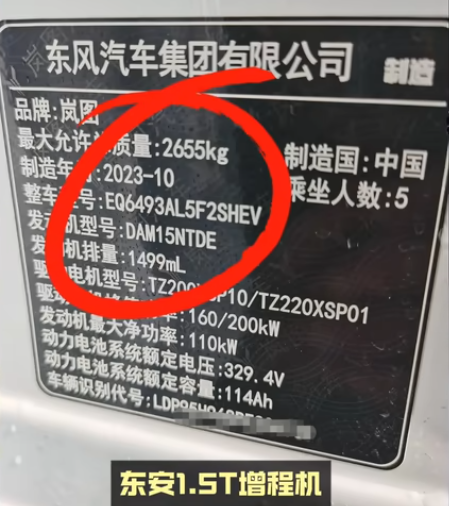 东风汽车集团有限公司 制造
品牌:岚图
最大允许总质量:2655kg 制造国:中国
制造年月:2023-10 乘坐人数:5
整车型号:EQ6493AL5F2SHEV
发动机型号:DAM15NTDE
发动机排量:1499mL
驱动电机型号:TZ200XSP10/TZ220XSP01
驱动电机峰值功率:160/200kW
发动机最大净功率:110kW
动力电池系统额定电压:329.4V
动力电池系统额定容量:114Ah
车辆识别代号:
东安1.5T增程机